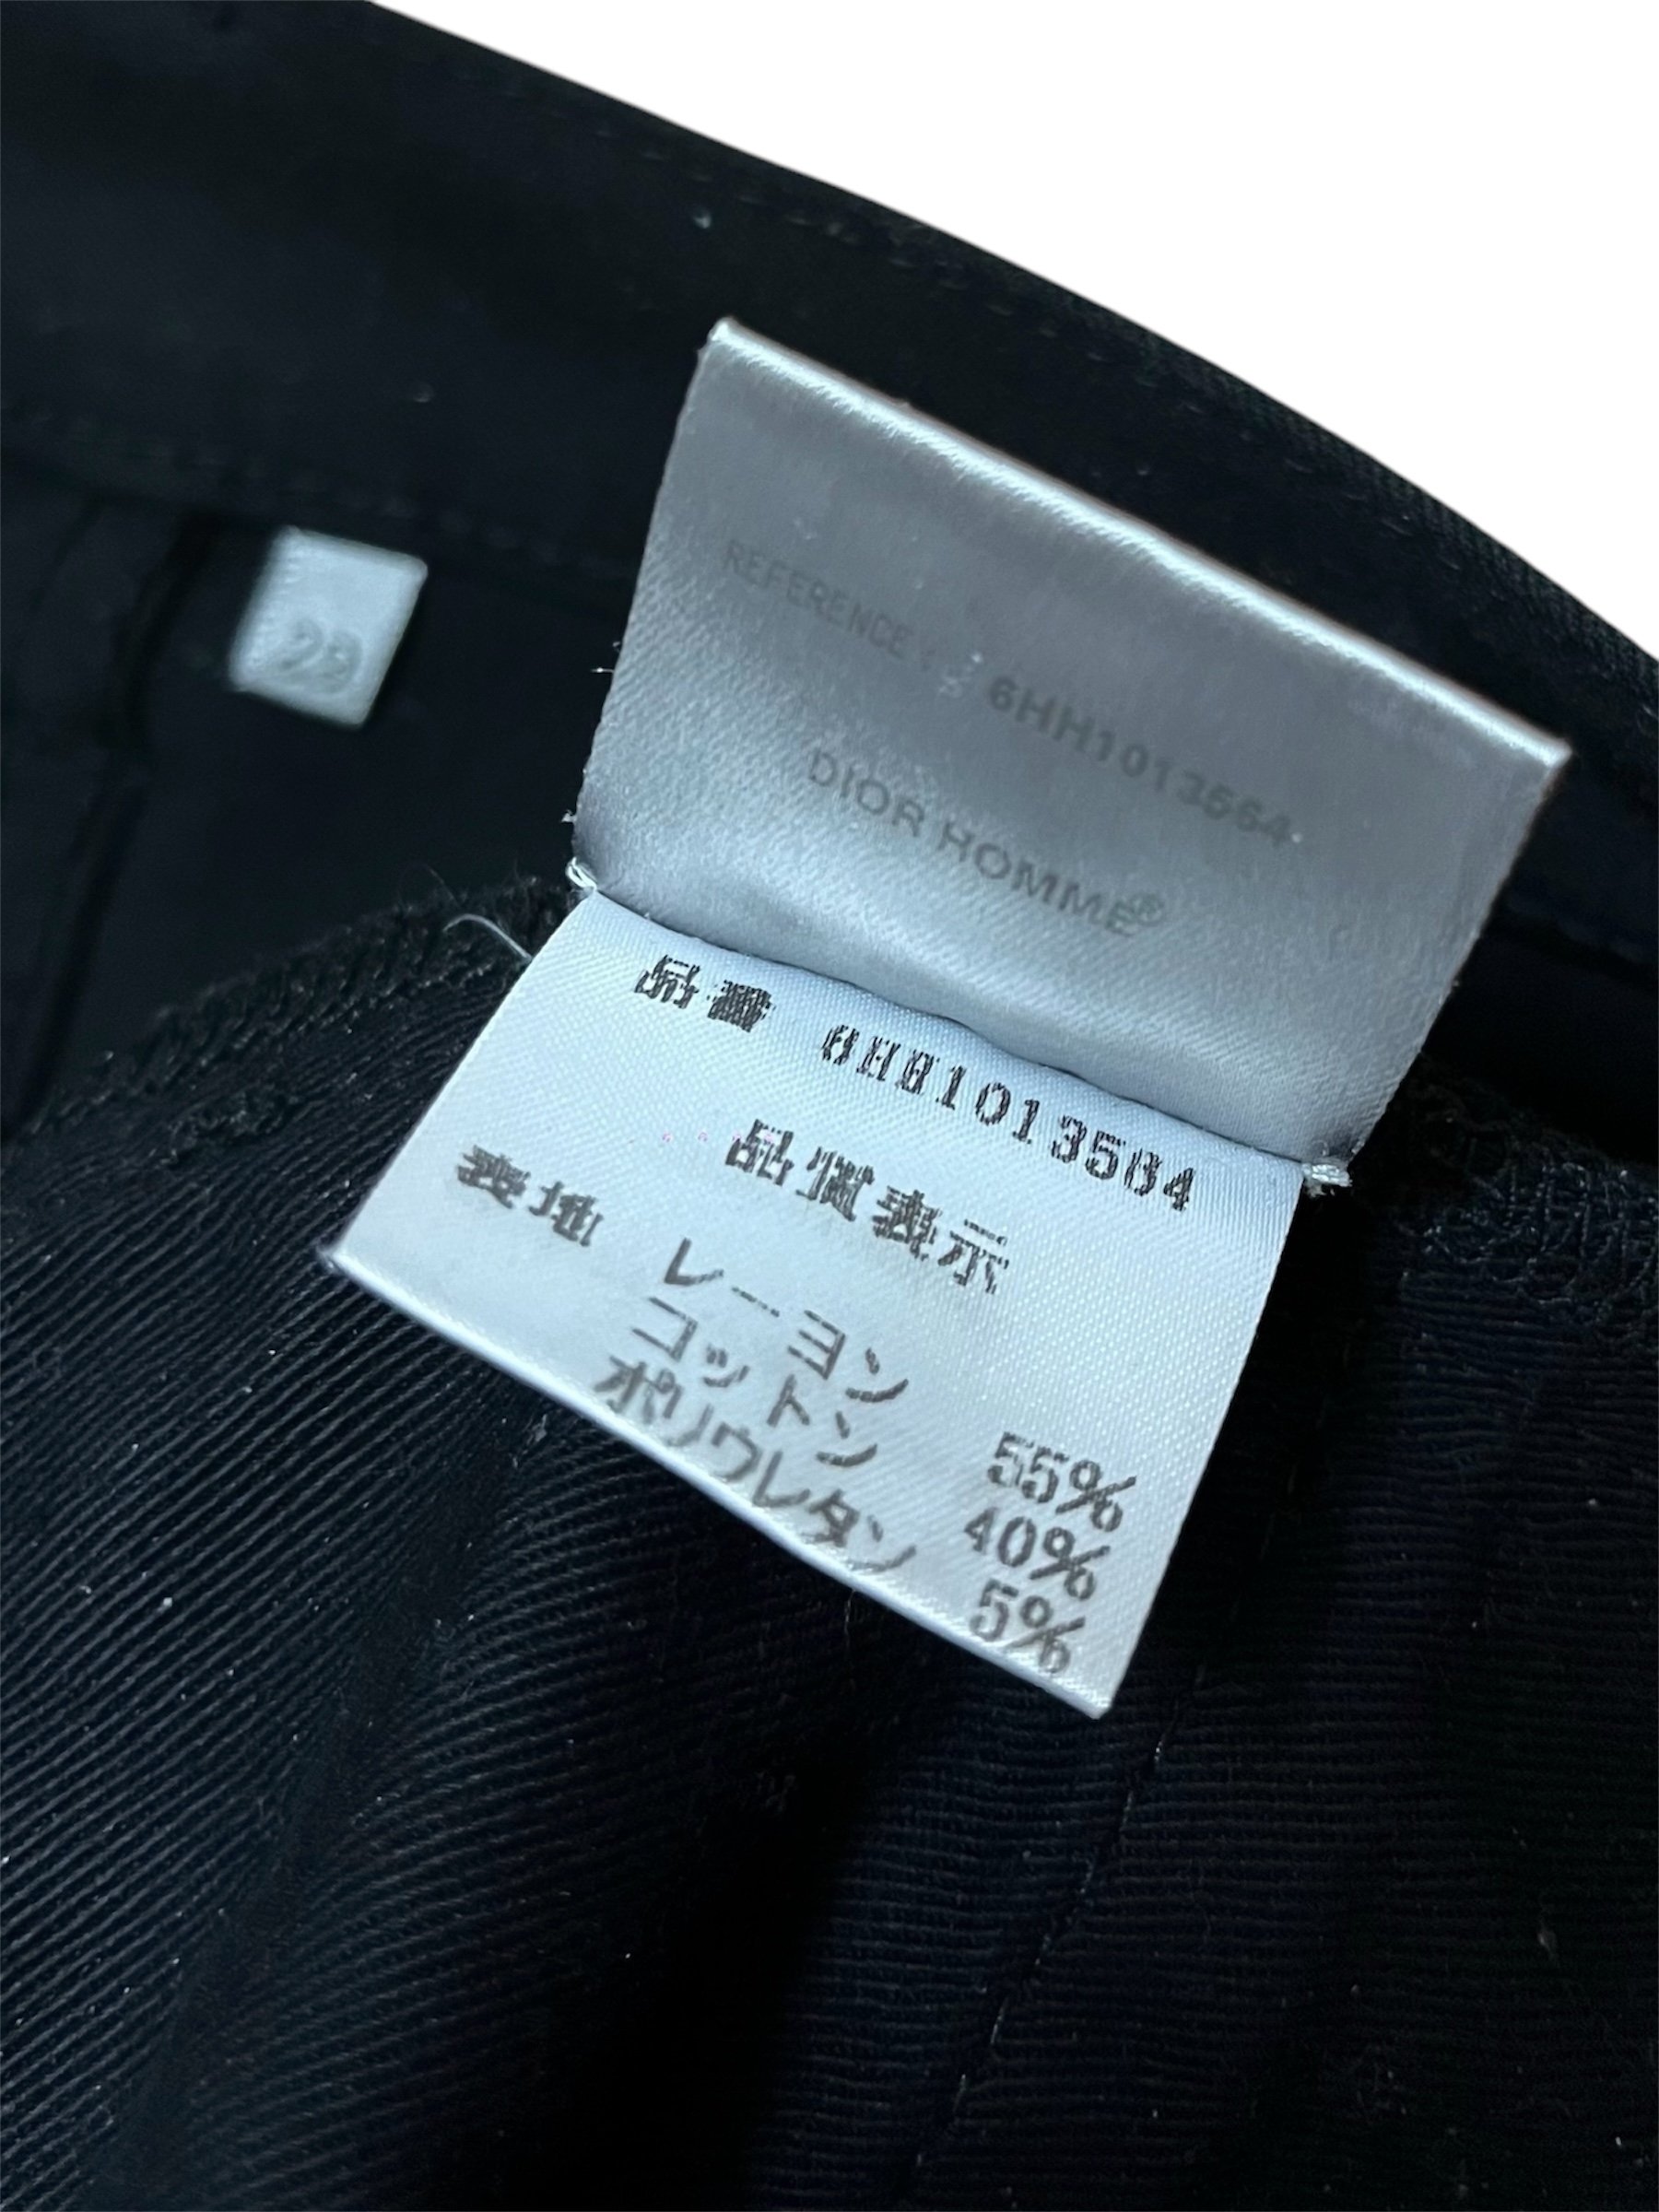 29
REFERENCE : 6HH1013564
DIOR HOMME®
品番 6HH1013564
品質表示
表地 レーヨン 55%
コットン 40%
ポリウレタン 5%